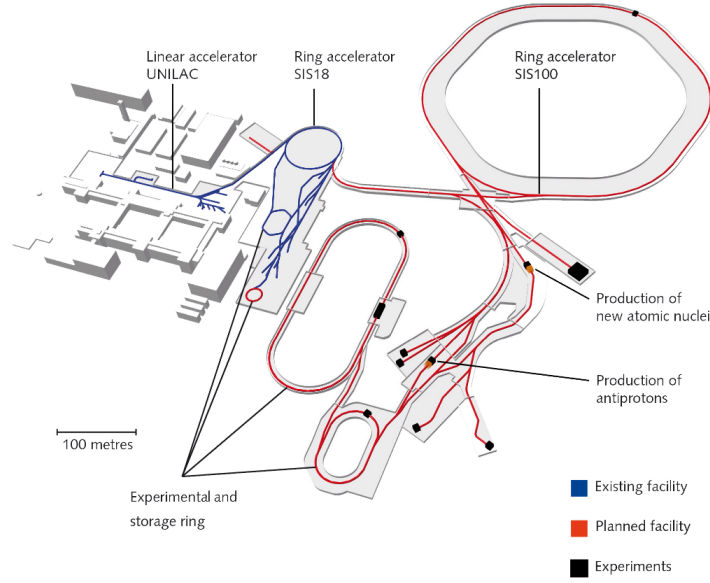 Linear accelerator
UNILAC
Ring accelerator
SIS18
Ring accelerator
SIS100
Production of
new atomic nuclei
Production of
antiprotons
100 metres
Experimental and
storage ring
Existing facility
Planned facility
Experiments